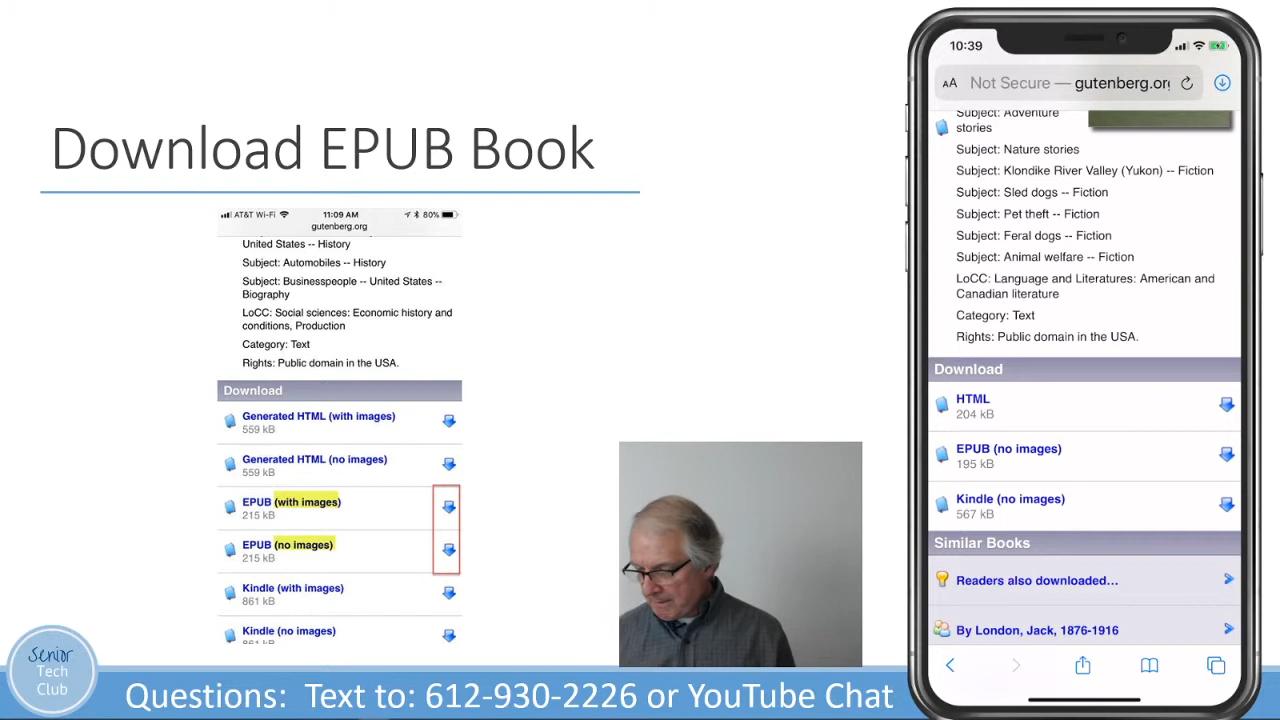 Download EPUB Book
AT&T Wi-Fi 11:09 AM 80%
gutenberg.org
United States -- History
Subject: Automobiles -- History
Subject: Businesspeople -- United States --
Biography
LoCC: Social sciences: Economic history and
conditions, Production
Category: Text
Rights: Public domain in the USA.
Download
Generated HTML (with images)
559 kB
Generated HTML (no images)
559 kB
EPUB (with images)
215 kB
EPUB (no images)
215 kB
Kindle (with images)
861 kB
Kindle (no images)
861 kB
10:39
AA Not Secure — gutenberg.org
Subject: Adventure
stories
Subject: Nature stories
Subject: Klondike River Valley (Yukon) -- Fiction
Subject: Sled dogs -- Fiction
Subject: Pet theft -- Fiction
Subject: Feral dogs -- Fiction
Subject: Animal welfare -- Fiction
LoCC: Language and Literatures: American and
Canadian literature
Category: Text
Rights: Public domain in the USA.
Download
HTML
204 kB
EPUB (no images)
195 kB
Kindle (no images)
567 kB
Similar Books
Readers also downloaded…
By London, Jack, 1876-1916
Senior
Tech
Club
Questions: Text to: 612-930-2226 or YouTube Chat